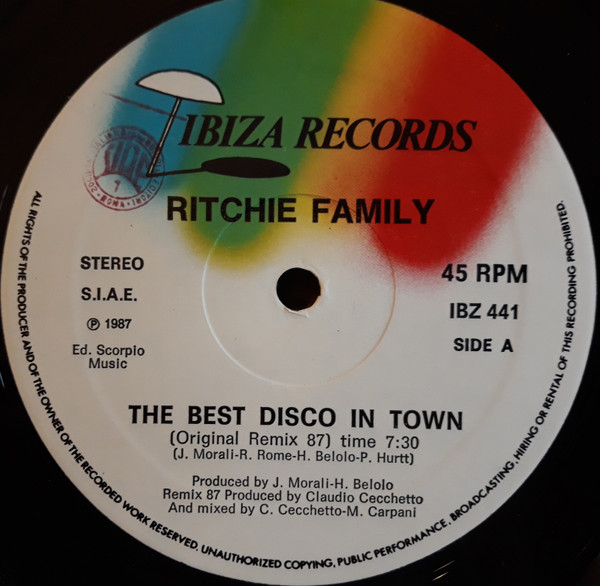 IBIZA RECORDS
RITCHIE FAMILY
STEREO
S.I.A.E.
℗ 1987
Ed. Scorpio
Music
45 RPM
IBZ 441
SIDE A
THE BEST DISCO IN TOWN
(Original Remix 87) time 7:30
(J. Morali-R. Rome-H. Belolo-P. Hurtt)
Produced by J. Morali-H. Belolo
Remix 87 Produced by Claudio Cecchetto
And mixed by C. Cecchetto-M. Carpani
ALL RIGHTS OF THE PRODUCER AND OF THE OWNER OF THE RECORDED WORK RESERVED. UNAUTHORIZED COPYING, PUBLIC PERFORMANCE, BROADCASTING, HIRING OR RENTAL OF THIS RECORDING PROHIBITED.